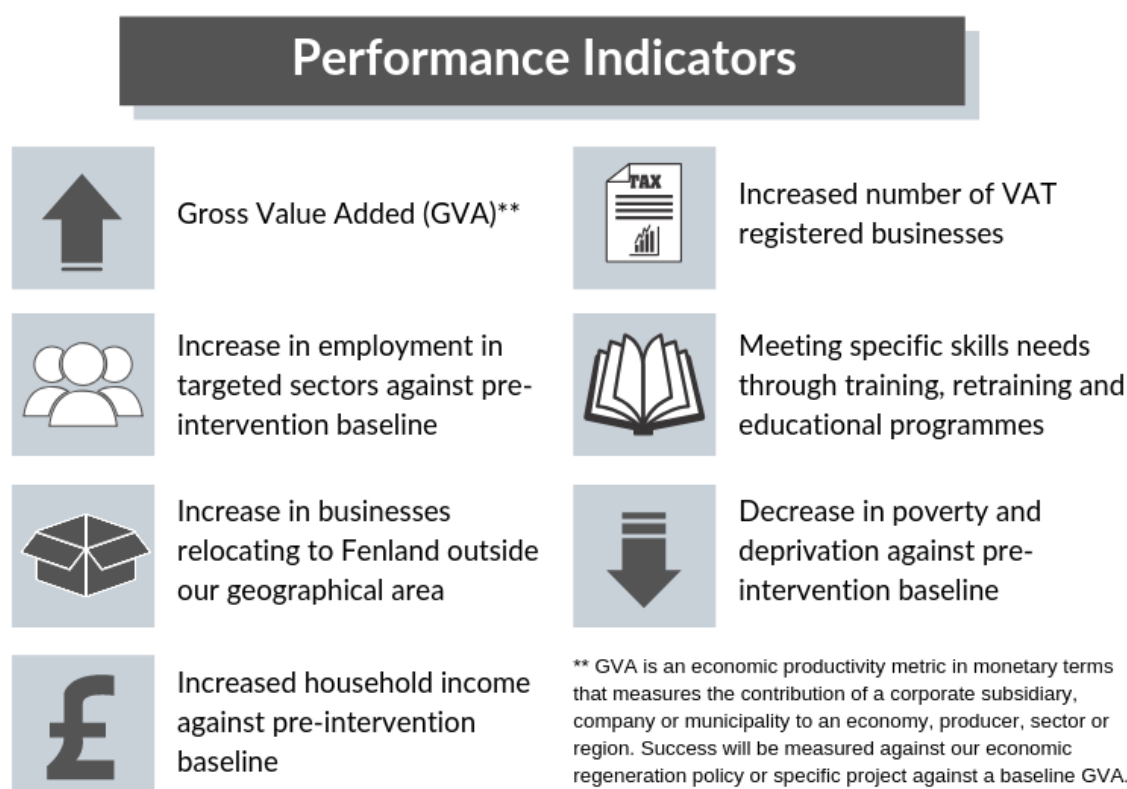 Performance Indicators
Gross Value Added (GVA)**
TAX
Increased number of VAT
registered businesses
Increase in employment in
targeted sectors against pre-
intervention baseline
Meeting specific skills needs
through training, retraining and
educational programmes
Increase in businesses
relocating to Fenland outside
our geographical area
Decrease in poverty and
deprivation against pre-
intervention baseline
£
Increased household income
against pre-intervention
baseline
** GVA is an economic productivity metric in monetary terms
that measures the contribution of a corporate subsidiary,
company or municipality to an economy, producer, sector or
region. Success will be measured against our economic
regeneration policy or specific project against a baseline GVA.